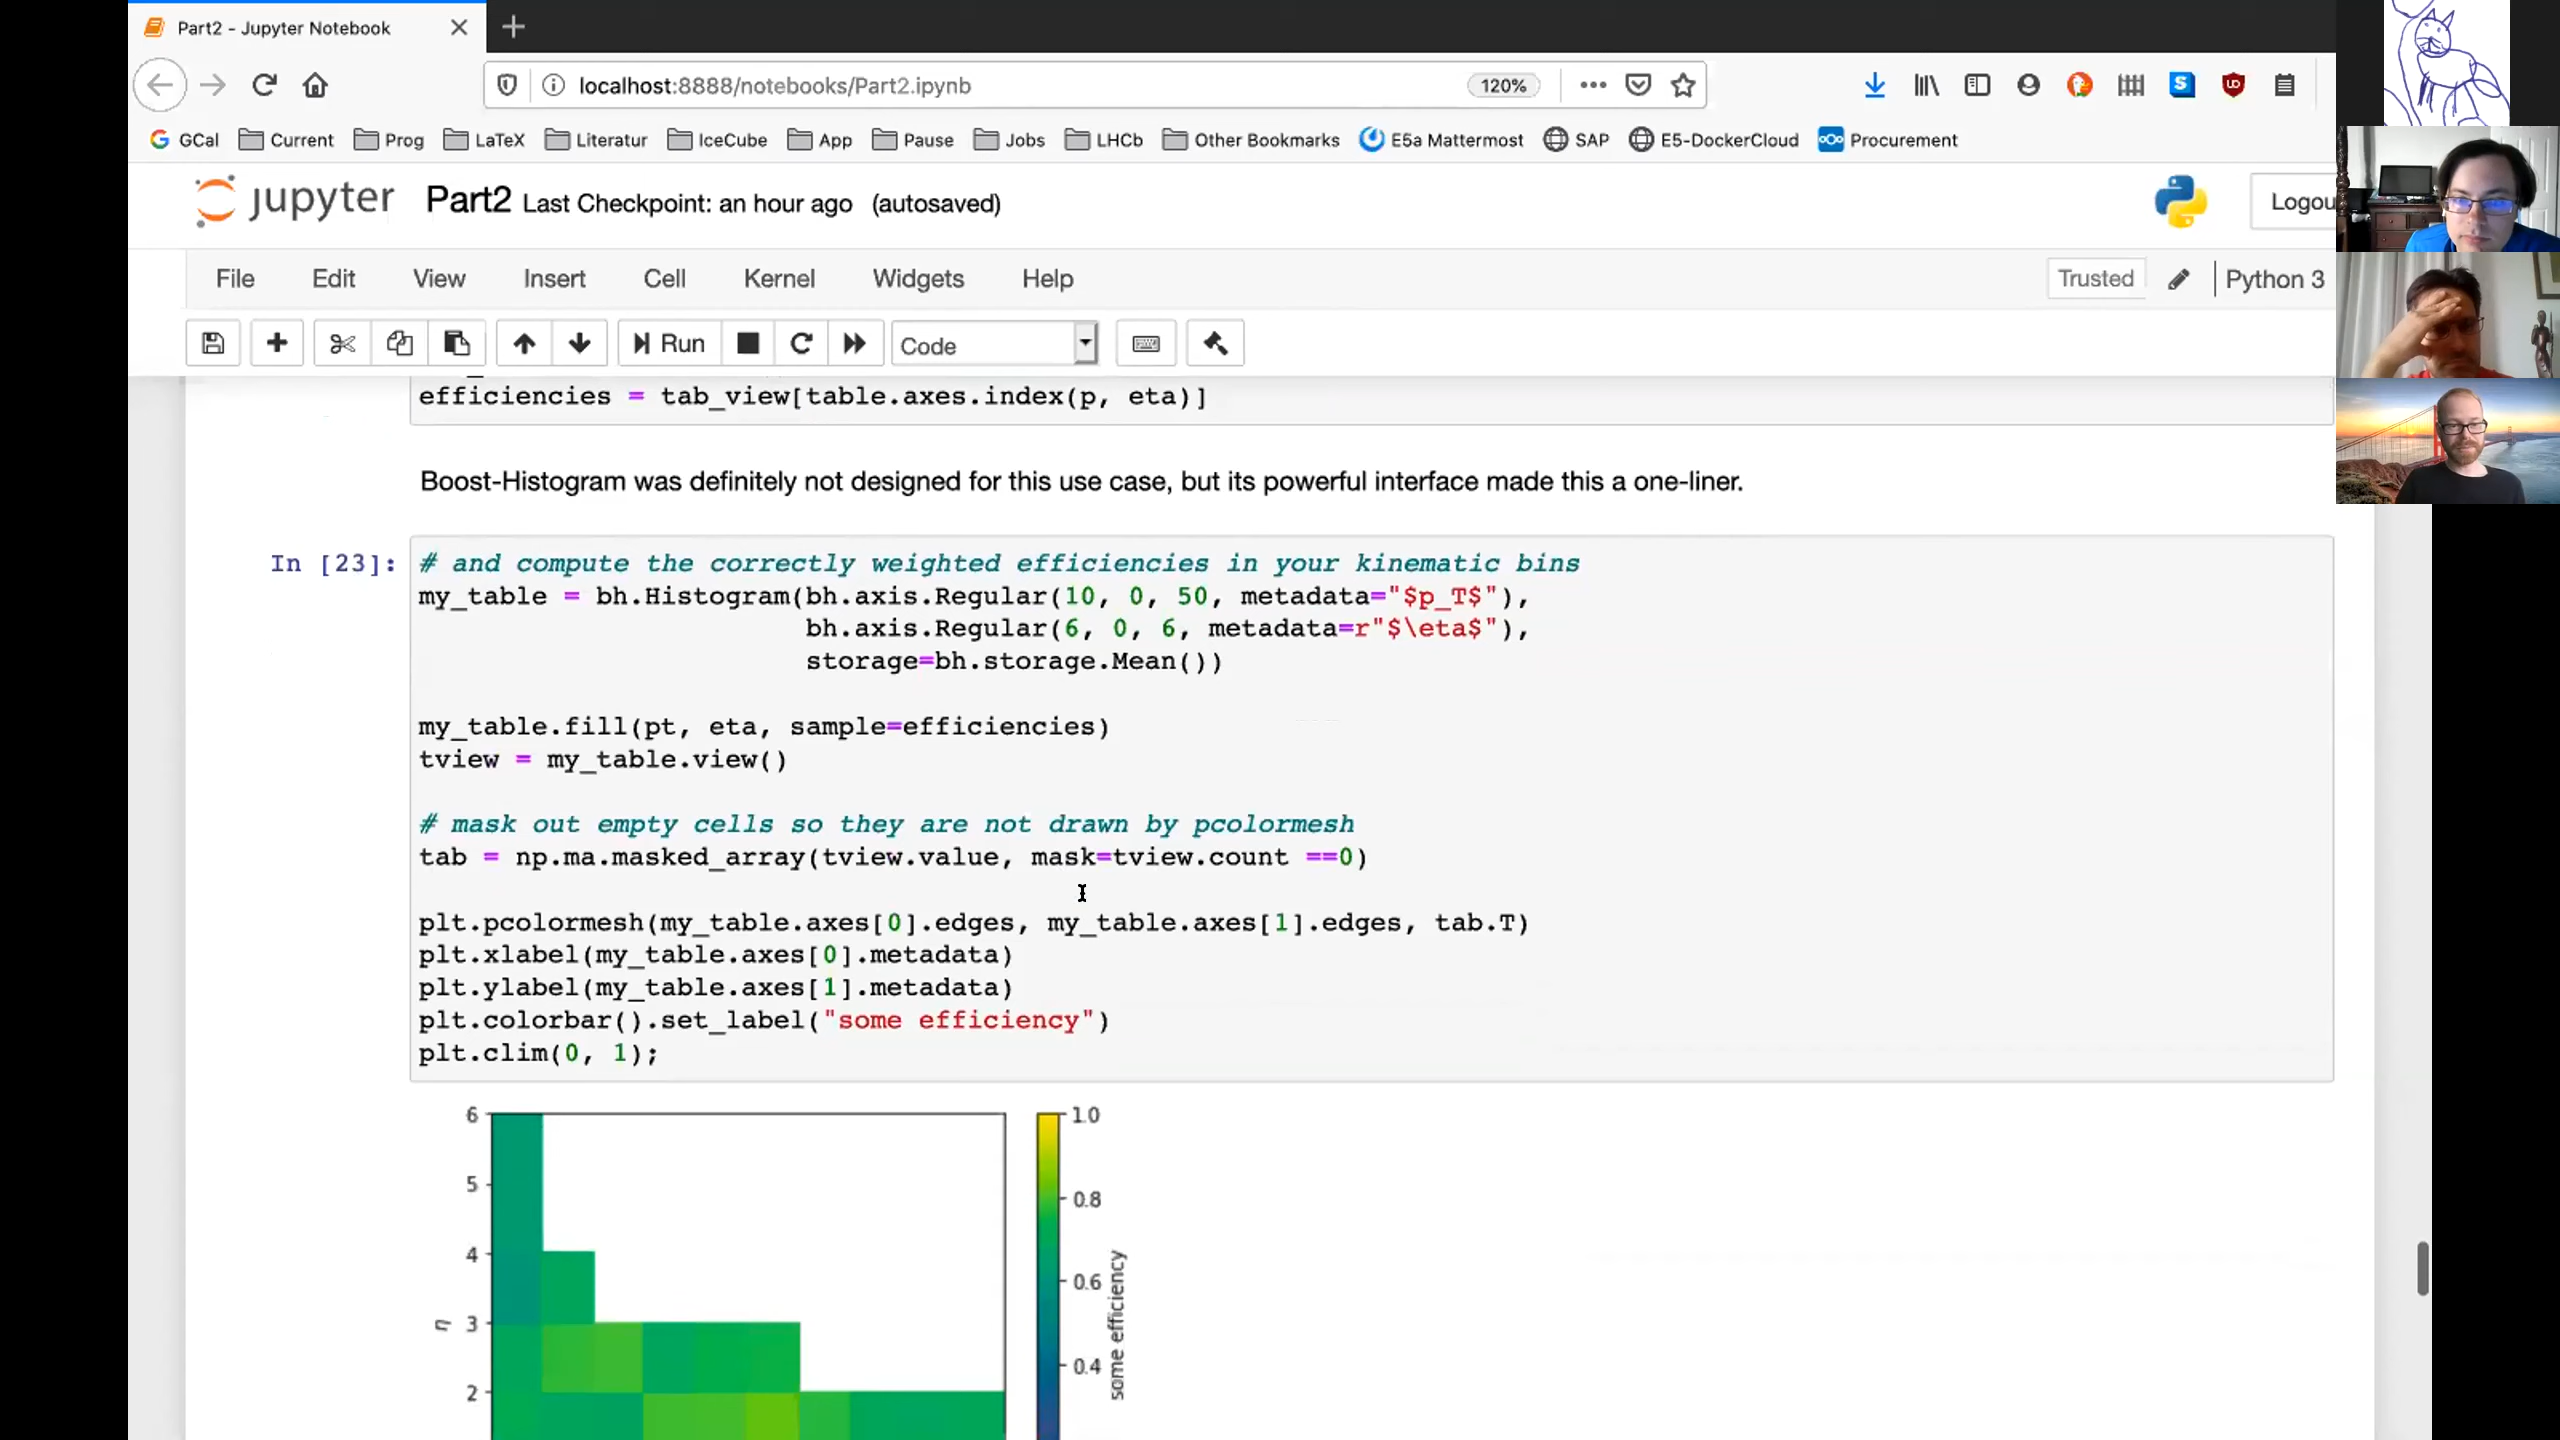 Part2 - Jupyter Notebook
localhost:8888/notebooks/Part2.ipynb
120%
GCal Current Prog LaTeX Literatur IceCube App Pause Jobs LHCb Other Bookmarks E5a Mattermost SAP E5-DockerCloud Procurement
jupyter Part2 Last Checkpoint: an hour ago (autosaved)
Logou
File Edit View Insert Cell Kernel Widgets Help
Trusted
Python 3
Run
Code
efficiencies = tab_view[table.axes.index(p, eta)]
Boost-Histogram was definitely not designed for this use case, but its powerful interface made this a one-liner.
In [23]:
# and compute the correctly weighted efficiencies in your kinematic bins
my_table = bh.Histogram(bh.axis.Regular(10, 0, 50, metadata="$p_T$"),
bh.axis.Regular(6, 0, 6, metadata=r"$\eta$"),
storage=bh.storage.Mean())
my_table.fill(pt, eta, sample=efficiencies)
tview = my_table.view()
# mask out empty cells so they are not drawn by pcolormesh
tab = np.ma.masked_array(tview.value, mask=tview.count ==0)
plt.pcolormesh(my_table.axes[0].edges, my_table.axes[1].edges, tab.T)
plt.xlabel(my_table.axes[0].metadata)
plt.ylabel(my_table.axes[1].metadata)
plt.colorbar().set_label("some efficiency")
plt.clim(0, 1);
6
5
4
3
2
η
1.0
0.8
0.6
0.4
some efficiency